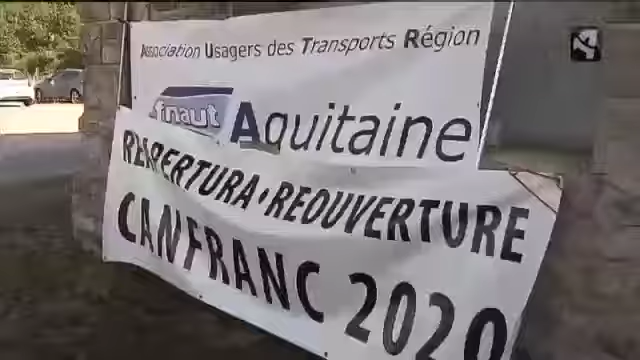 Association Usagers des Transports Région
fnaut Aquitaine
REAPERTURA • REOUVERTURE
CANFRANC 2020